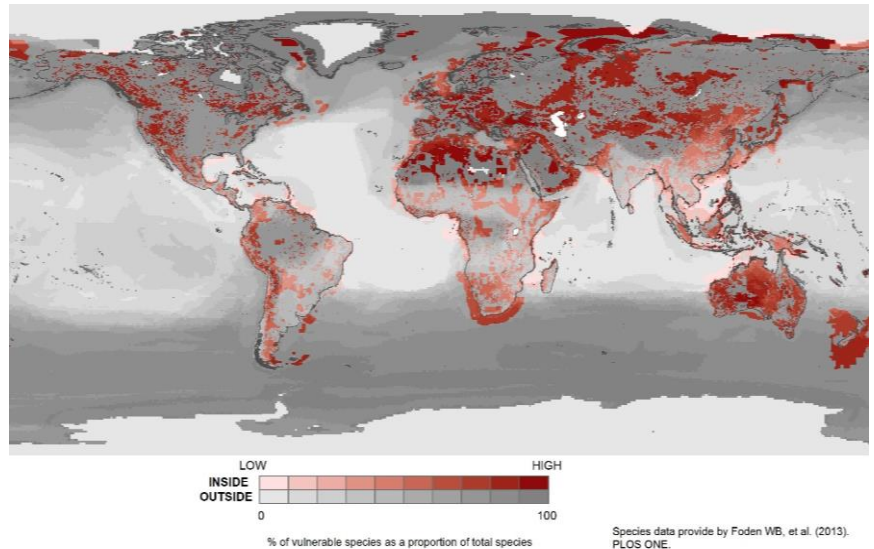 LOW HIGH
INSIDE
OUTSIDE
0 100
% of vulnerable species as a proportion of total species
Species data provide by Foden WB, et al. (2013).
PLOS ONE.